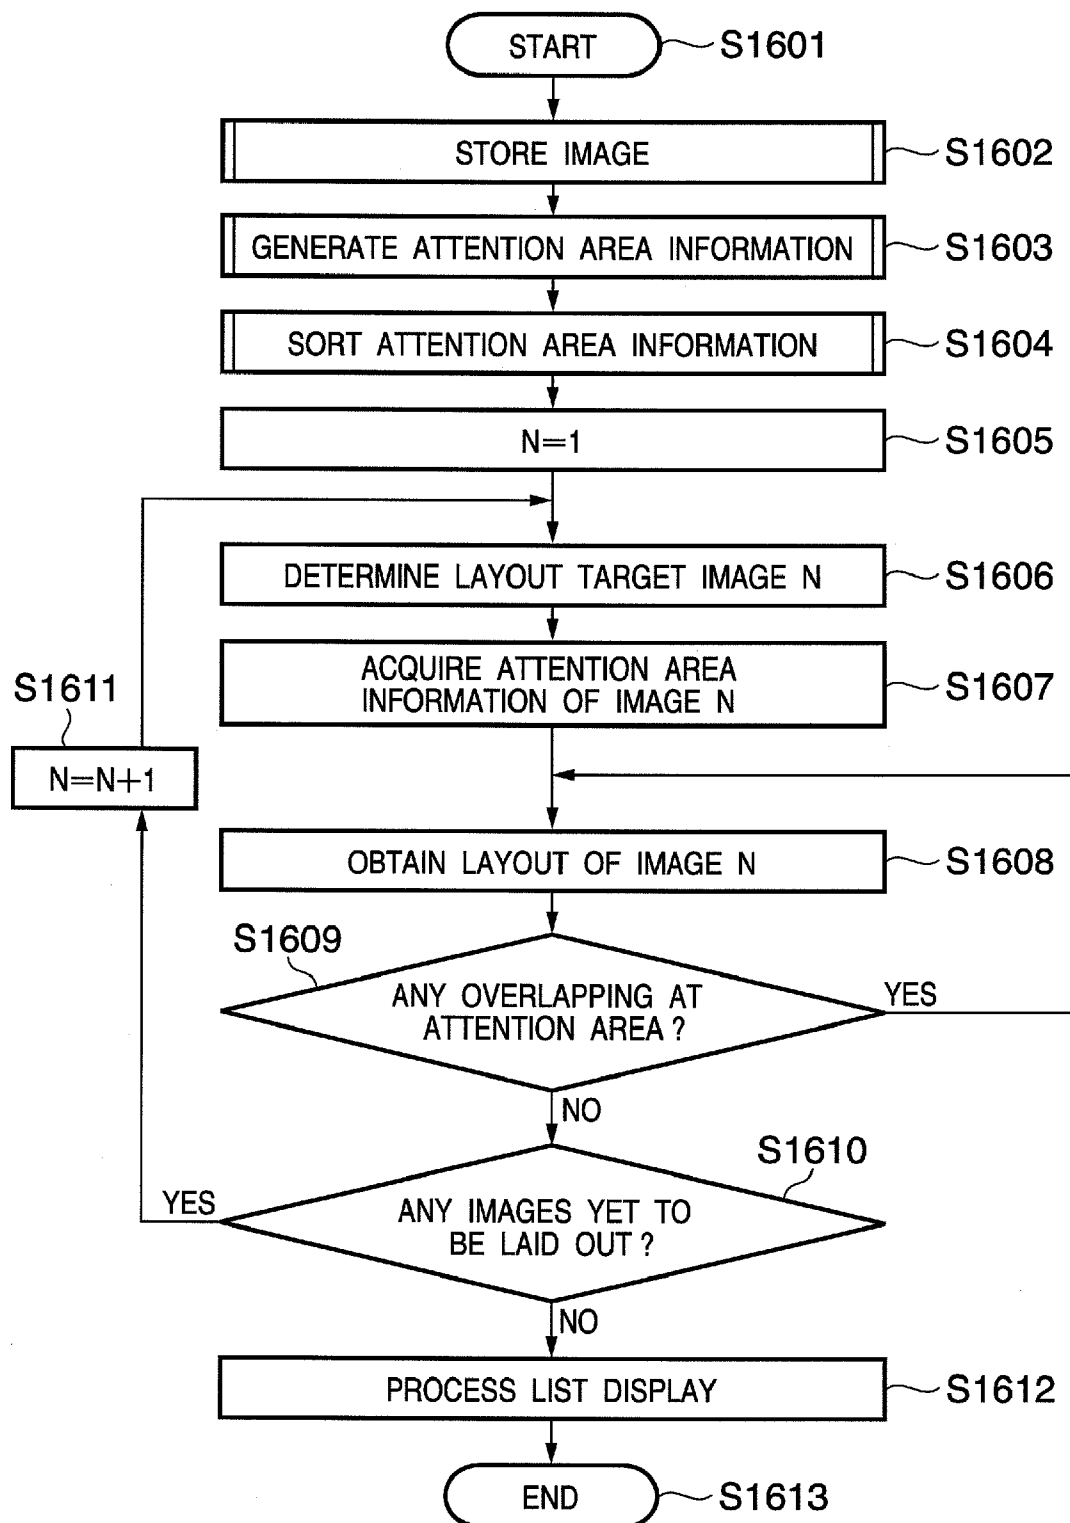 START
S1601
STORE IMAGE
S1602
GENERATE ATTENTION AREA INFORMATION
S1603
SORT ATTENTION AREA INFORMATION
S1604
N=1
S1605
DETERMINE LAYOUT TARGET IMAGE N
S1606
ACQUIRE ATTENTION AREA
INFORMATION OF IMAGE N
S1607
S1611
N=N+1
OBTAIN LAYOUT OF IMAGE N
S1608
S1609
ANY OVERLAPPING AT
ATTENTION AREA?
YES
NO
S1610
YES
ANY IMAGES YET TO
BE LAID OUT?
NO
PROCESS LIST DISPLAY
S1612
END
S1613